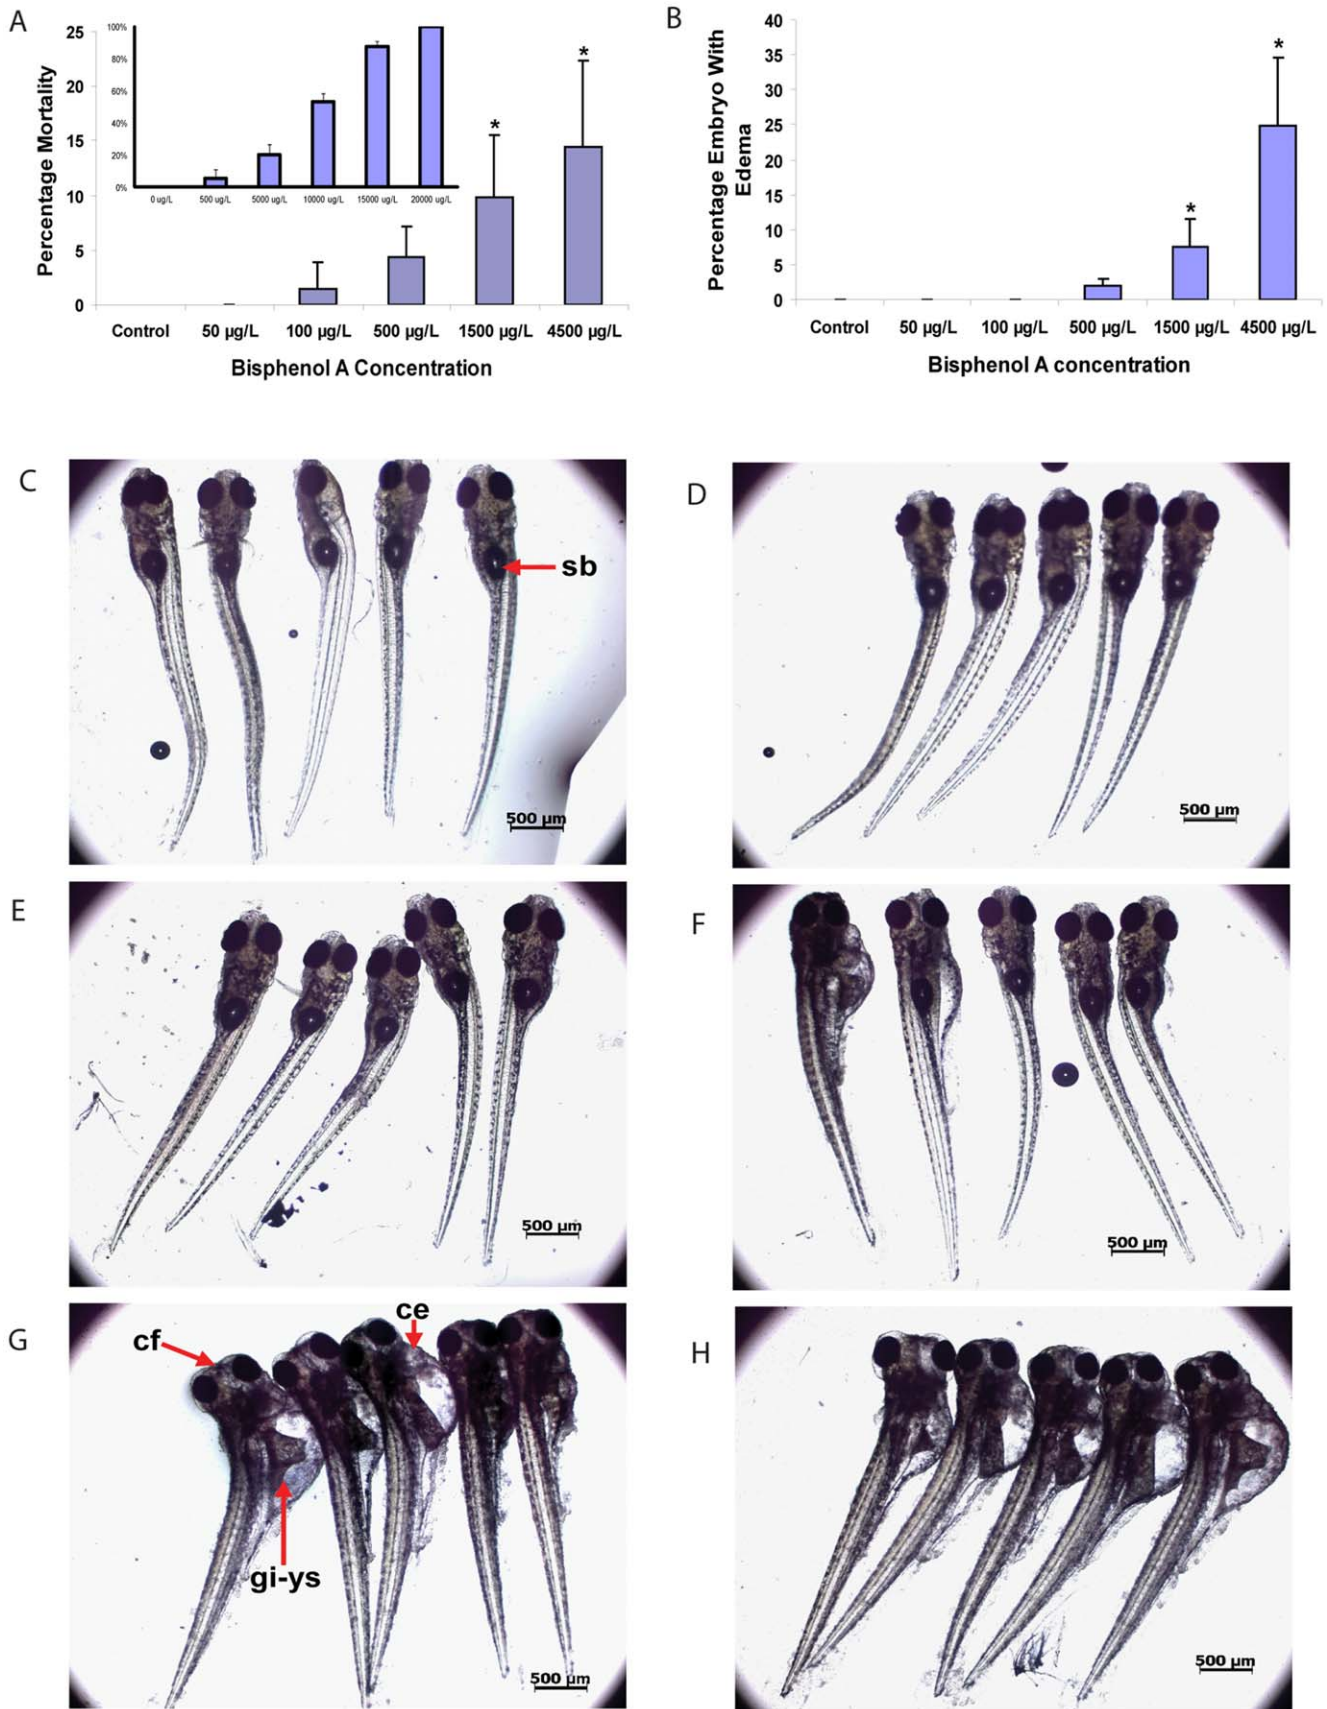 A
Percentage Mortality
25
20
15
10
5
0
100%
80%
60%
40%
20%
0%
0 ug/L 500 ug/L 5000 ug/L 10000 ug/L 15000 ug/L 20000 ug/L
*
*
Control 50 µg/L 100 µg/L 500 µg/L 1500 µg/L 4500 µg/L
Bisphenol A Concentration
B
Percentage Embryo With
Edema
40
35
30
25
20
15
10
5
0
*
*
Control 50 µg/L 100 µg/L 500 µg/L 1500 µg/L 4500 µg/L
Bisphenol A concentration
C
sb
500 µm
D
500 µm
E
500 µm
F
500 µm
G
cf
ce
gi-ys
500 µm
H
500 µm